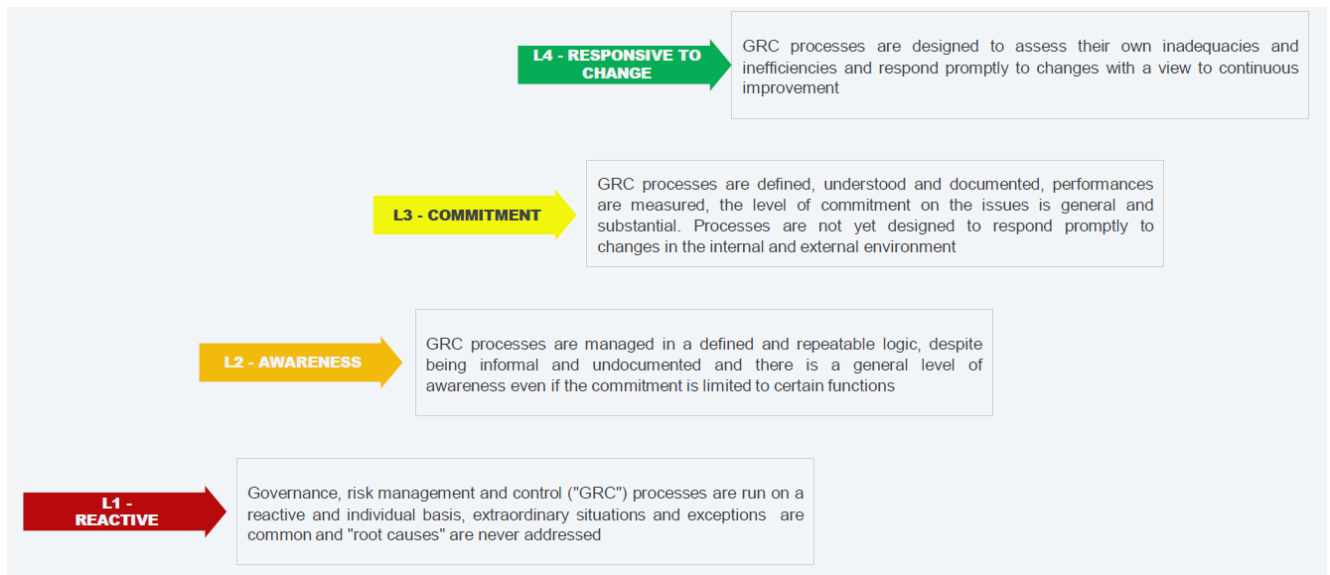 L4 - RESPONSIVE TO
CHANGE
GRC processes are designed to assess their own inadequacies and
inefficiencies and respond promptly to changes with a view to continuous
improvement
L3 - COMMITMENT
GRC processes are defined, understood and documented, performances
are measured, the level of commitment on the issues is general and
substantial. Processes are not yet designed to respond promptly to
changes in the internal and external environment
L2 - AWARENESS
GRC processes are managed in a defined and repeatable logic, despite
being informal and undocumented and there is a general level of
awareness even if the commitment is limited to certain functions
L1 -
REACTIVE
Governance, risk management and control ("GRC") processes are run on a
reactive and individual basis, extraordinary situations and exceptions are
common and "root causes" are never addressed